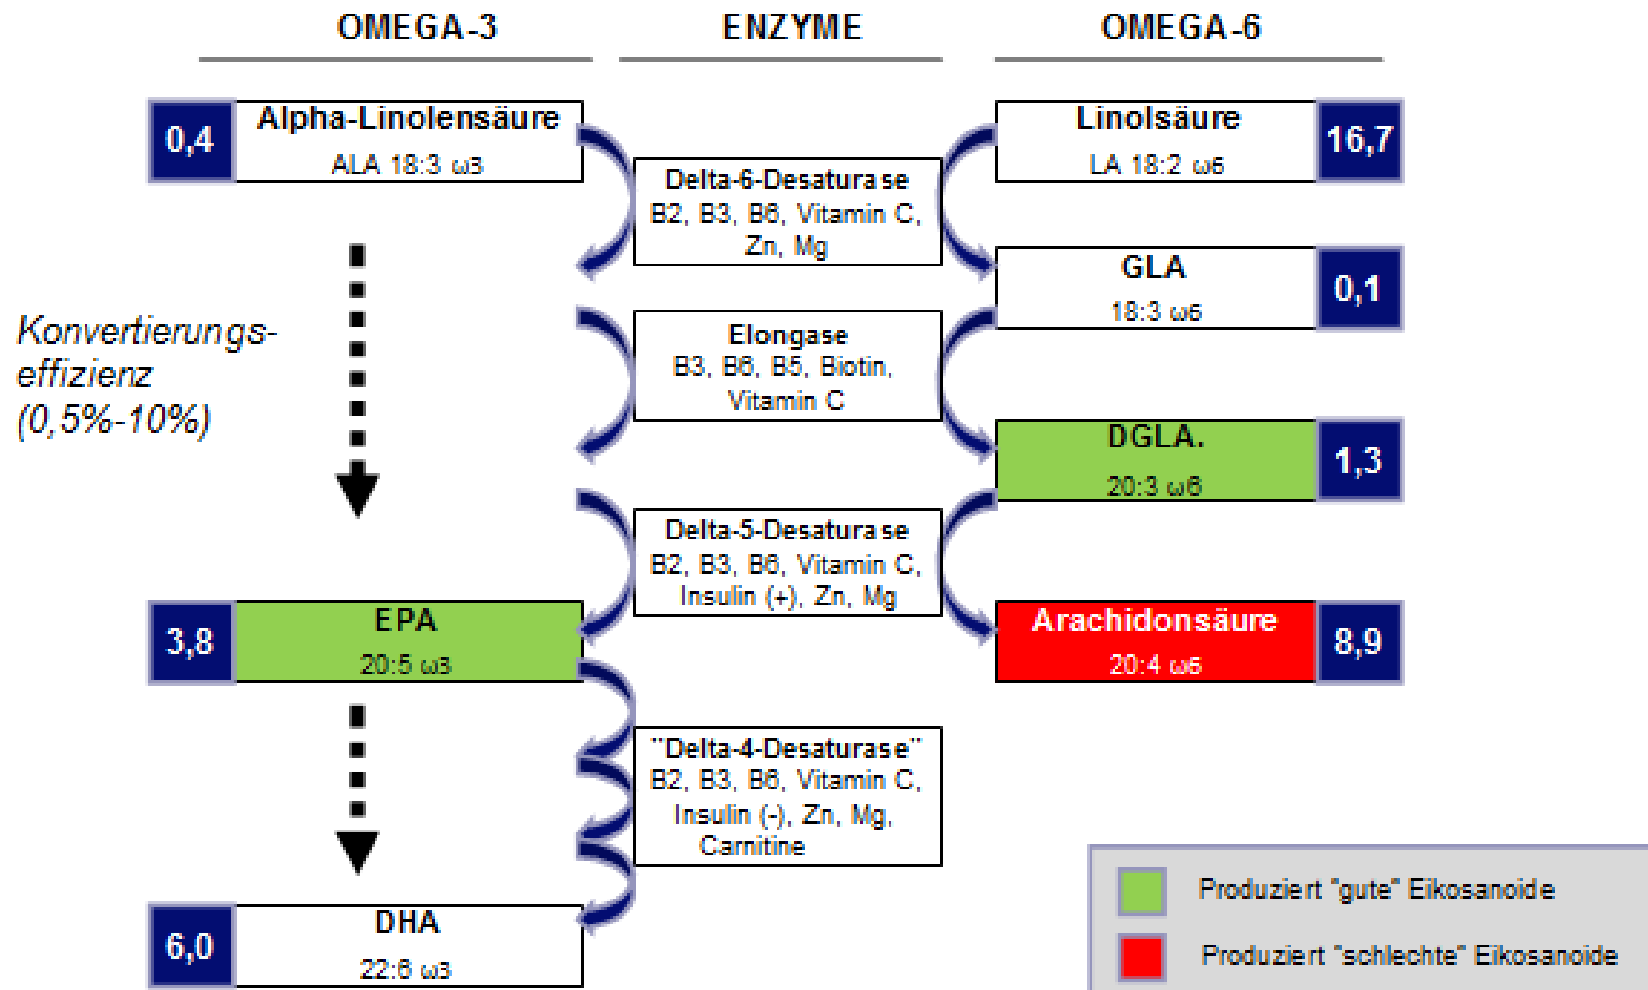 OMEGA-3
ENZYME
OMEGA-6
0,4
Alpha-Linolensäure
ALA 18:3 ω3
Linolsäure
LA 18:2 ω6
16,7
Delta-6-Desaturase
B2, B3, B6, Vitamin C,
Zn, Mg
GLA
18:3 ω6
0,1
Konvertierungs-
effizienz
(0,5%-10%)
Elongase
B3, B6, B5, Biotin,
Vitamin C
DGLA.
20:3 ω6
1,3
Delta-5-Desaturase
B2, B3, B6, Vitamin C,
Insulin (+), Zn, Mg
3,8
EPA
20:5 ω3
Arachidonsäure
20:4 ω6
8,9
"Delta-4-Desaturase"
B2, B3, B6, Vitamin C,
Insulin (-), Zn, Mg,
Carnitine
6,0
DHA
22:6 ω3
Produziert "gute" Eikosanoide
Produziert "schlechte" Eikosanoide